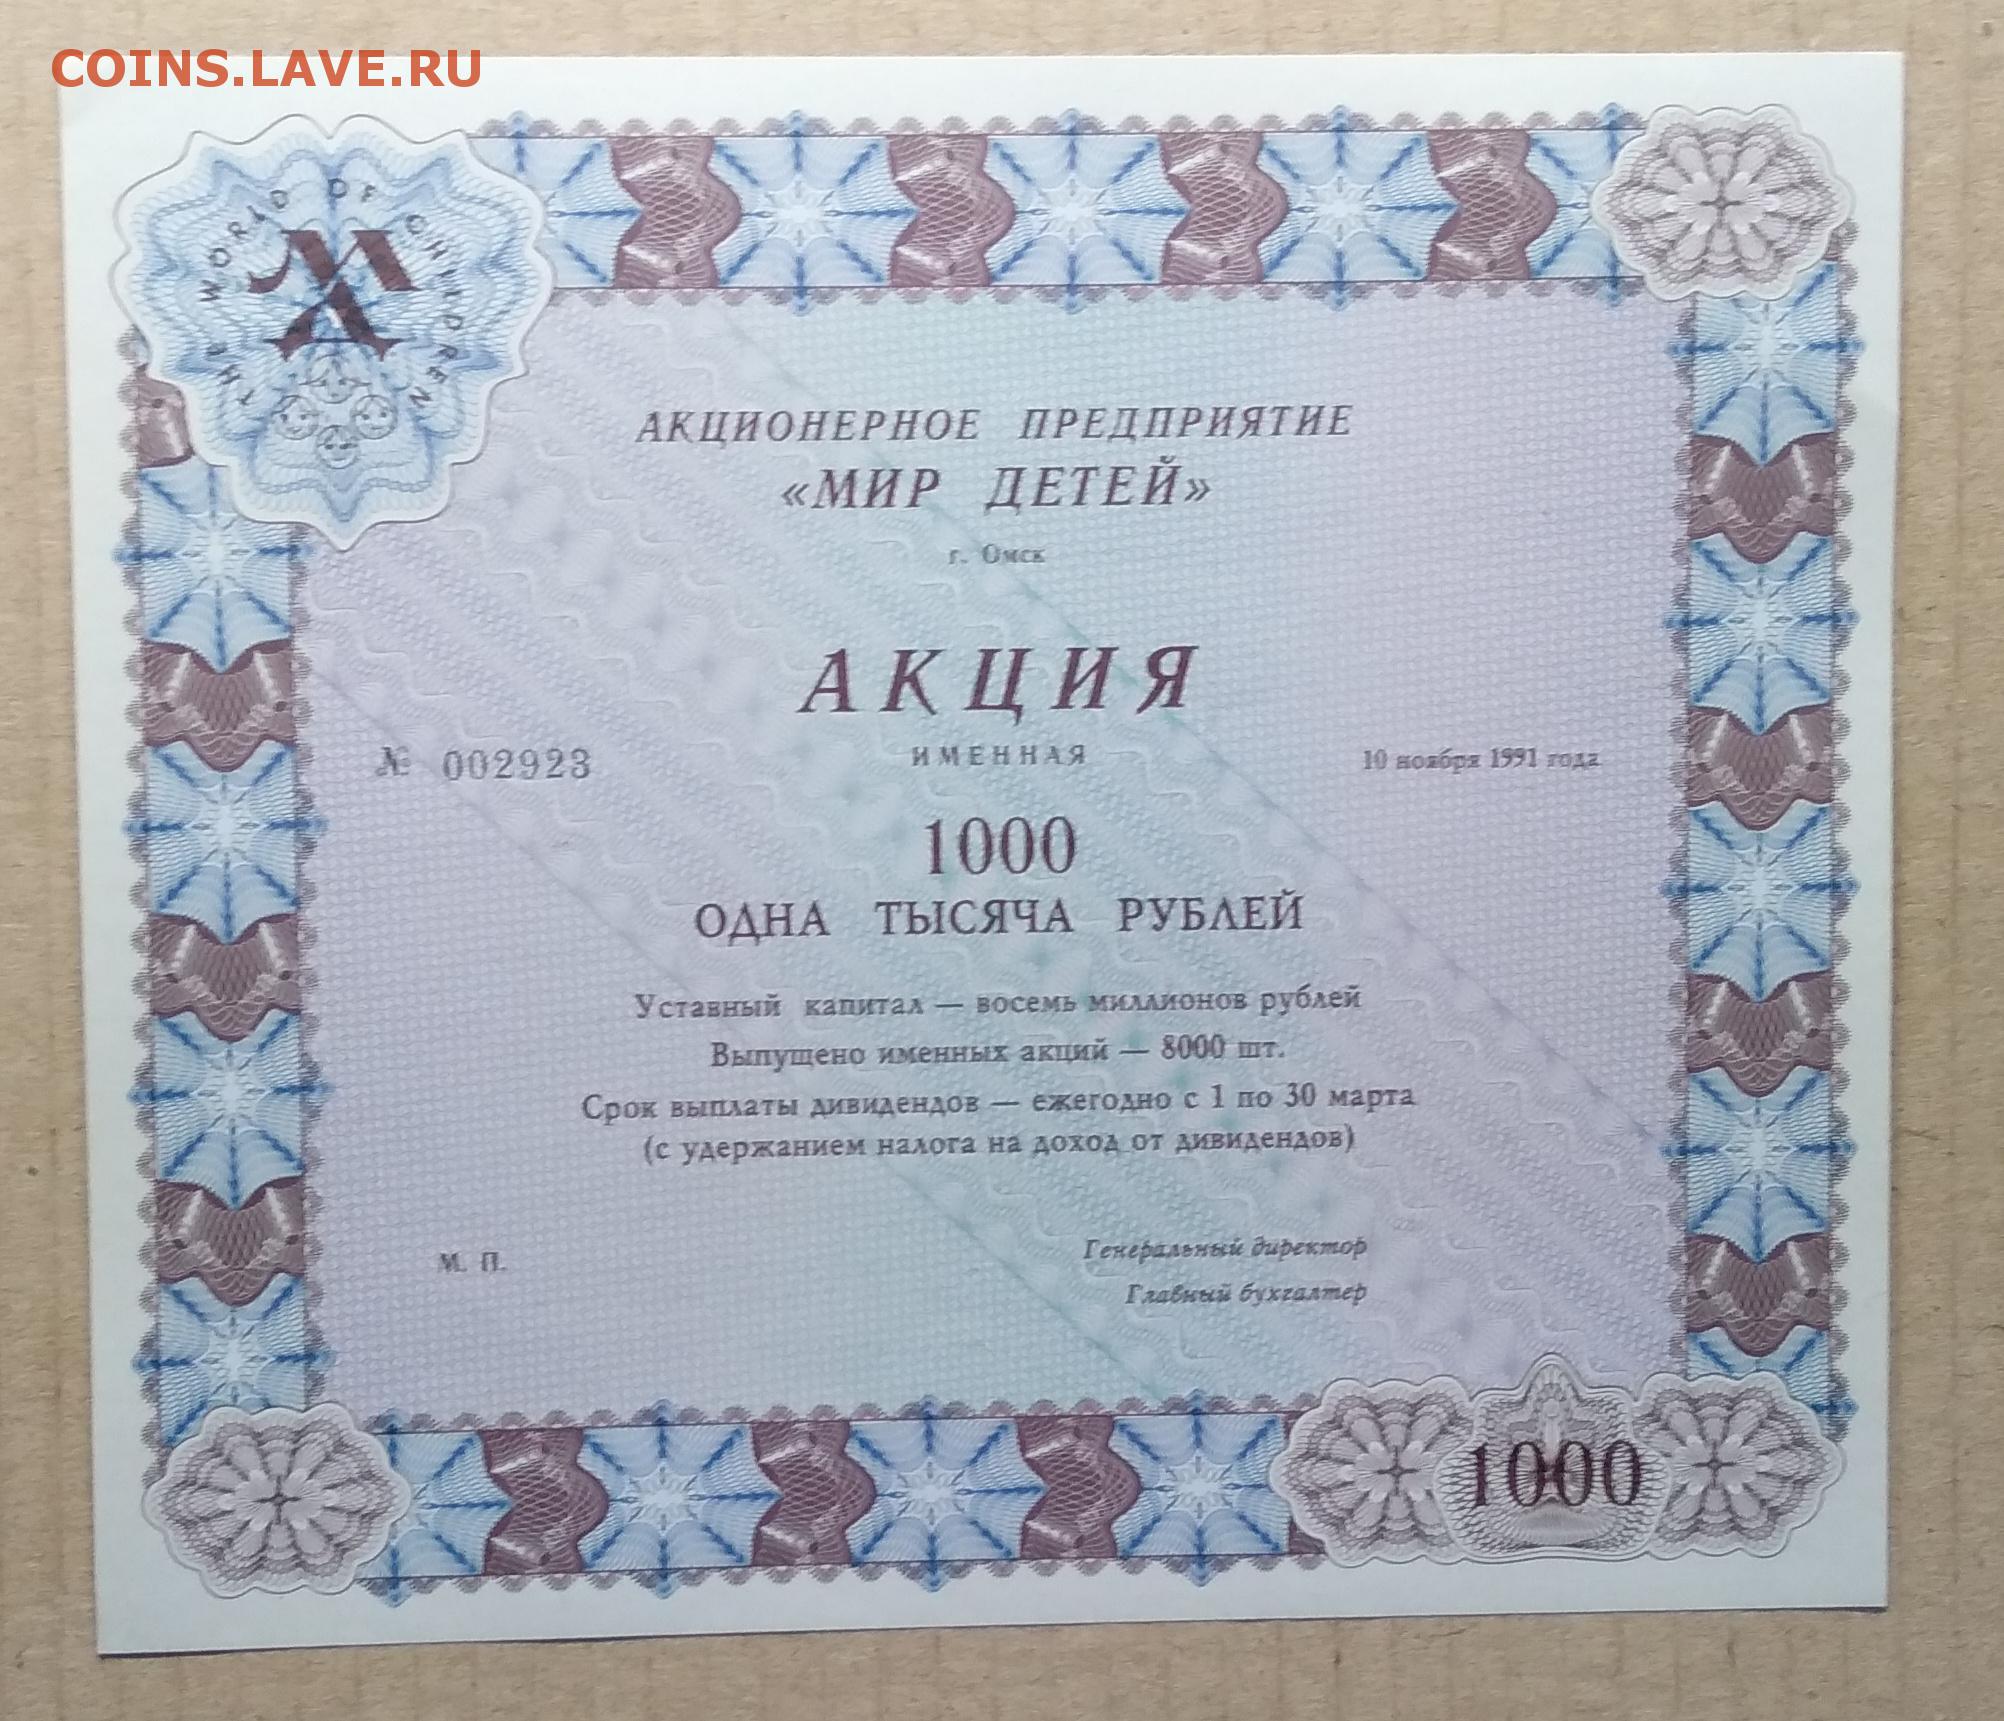 COINS.LAVE.RU
THE WORLD OF CHILDREN
МД
АКЦИОНЕРНОЕ ПРЕДПРИЯТИЕ
«МИР ДЕТЕЙ»
г. Омск
АКЦИЯ
ИМЕННАЯ
№ 002923
10 ноября 1991 года
1000
ОДНА ТЫСЯЧА РУБЛЕЙ
Уставный капитал — восемь миллионов рублей
Выпущено именных акций — 8000 шт.
Срок выплаты дивидендов — ежегодно с 1 по 30 марта
(с удержанием налога на доход от дивидендов)
М. П.
Генеральный директор
Главный бухгалтер
1000